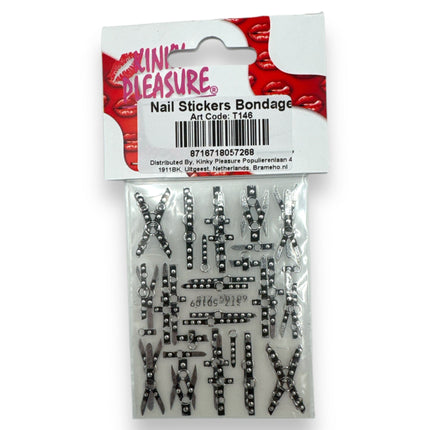 KINKY
PLEASURE®
Nail Stickers Bondage
Art Code: T146
8716718057268
Distributed By, Kinky Pleasure Populierenlaan 4
1911BK, Uitgeest, Netherlands, Brameho.nl